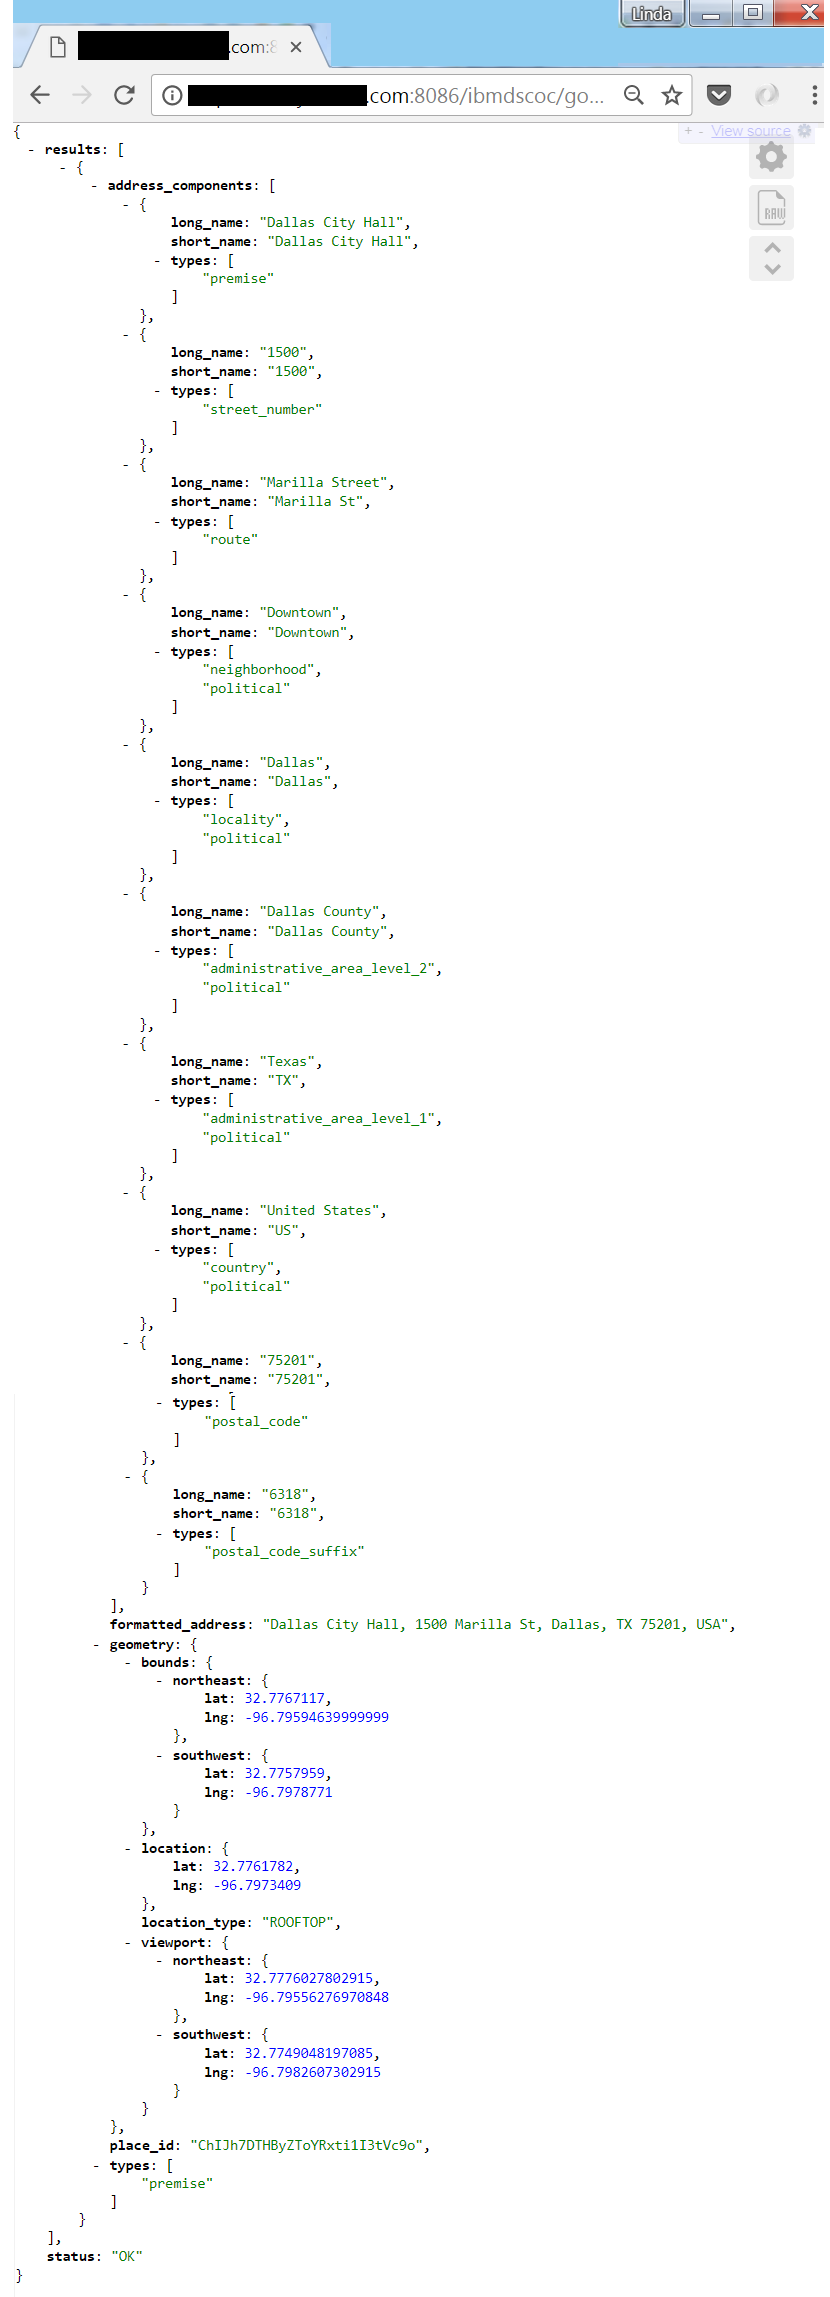 Linda
.com:8
.com:8086/ibmdscoc/go...
+ - View source
RAW
{
- results: [
- {
- address_components: [
- {
long_name: "Dallas City Hall",
short_name: "Dallas City Hall",
- types: [
"premise"
]
},
- {
long_name: "1500",
short_name: "1500",
- types: [
"street_number"
]
},
- {
long_name: "Marilla Street",
short_name: "Marilla St",
- types: [
"route"
]
},
- {
long_name: "Downtown",
short_name: "Downtown",
- types: [
"neighborhood",
"political"
]
},
- {
long_name: "Dallas",
short_name: "Dallas",
- types: [
"locality",
"political"
]
},
- {
long_name: "Dallas County",
short_name: "Dallas County",
- types: [
"administrative_area_level_2",
"political"
]
},
- {
long_name: "Texas",
short_name: "TX",
- types: [
"administrative_area_level_1",
"political"
]
},
- {
long_name: "United States",
short_name: "US",
- types: [
"country",
"political"
]
},
- {
long_name: "75201",
short_name: "75201",
- types: [
"postal_code"
]
},
- {
long_name: "6318",
short_name: "6318",
- types: [
"postal_code_suffix"
]
}
],
formatted_address: "Dallas City Hall, 1500 Marilla St, Dallas, TX 75201, USA",
- geometry: {
- bounds: {
- northeast: {
lat: 32.7767117,
lng: -96.79594639999999
},
- southwest: {
lat: 32.7757959,
lng: -96.7978771
}
},
- location: {
lat: 32.7761782,
lng: -96.7973409
},
location_type: "ROOFTOP",
- viewport: {
- northeast: {
lat: 32.7776027802915,
lng: -96.79556276970848
},
- southwest: {
lat: 32.7749048197085,
lng: -96.7982607302915
}
}
},
place_id: "ChIJh7DTHByZToYRxti1I3tVc9o",
- types: [
"premise"
]
}
],
status: "OK"
}